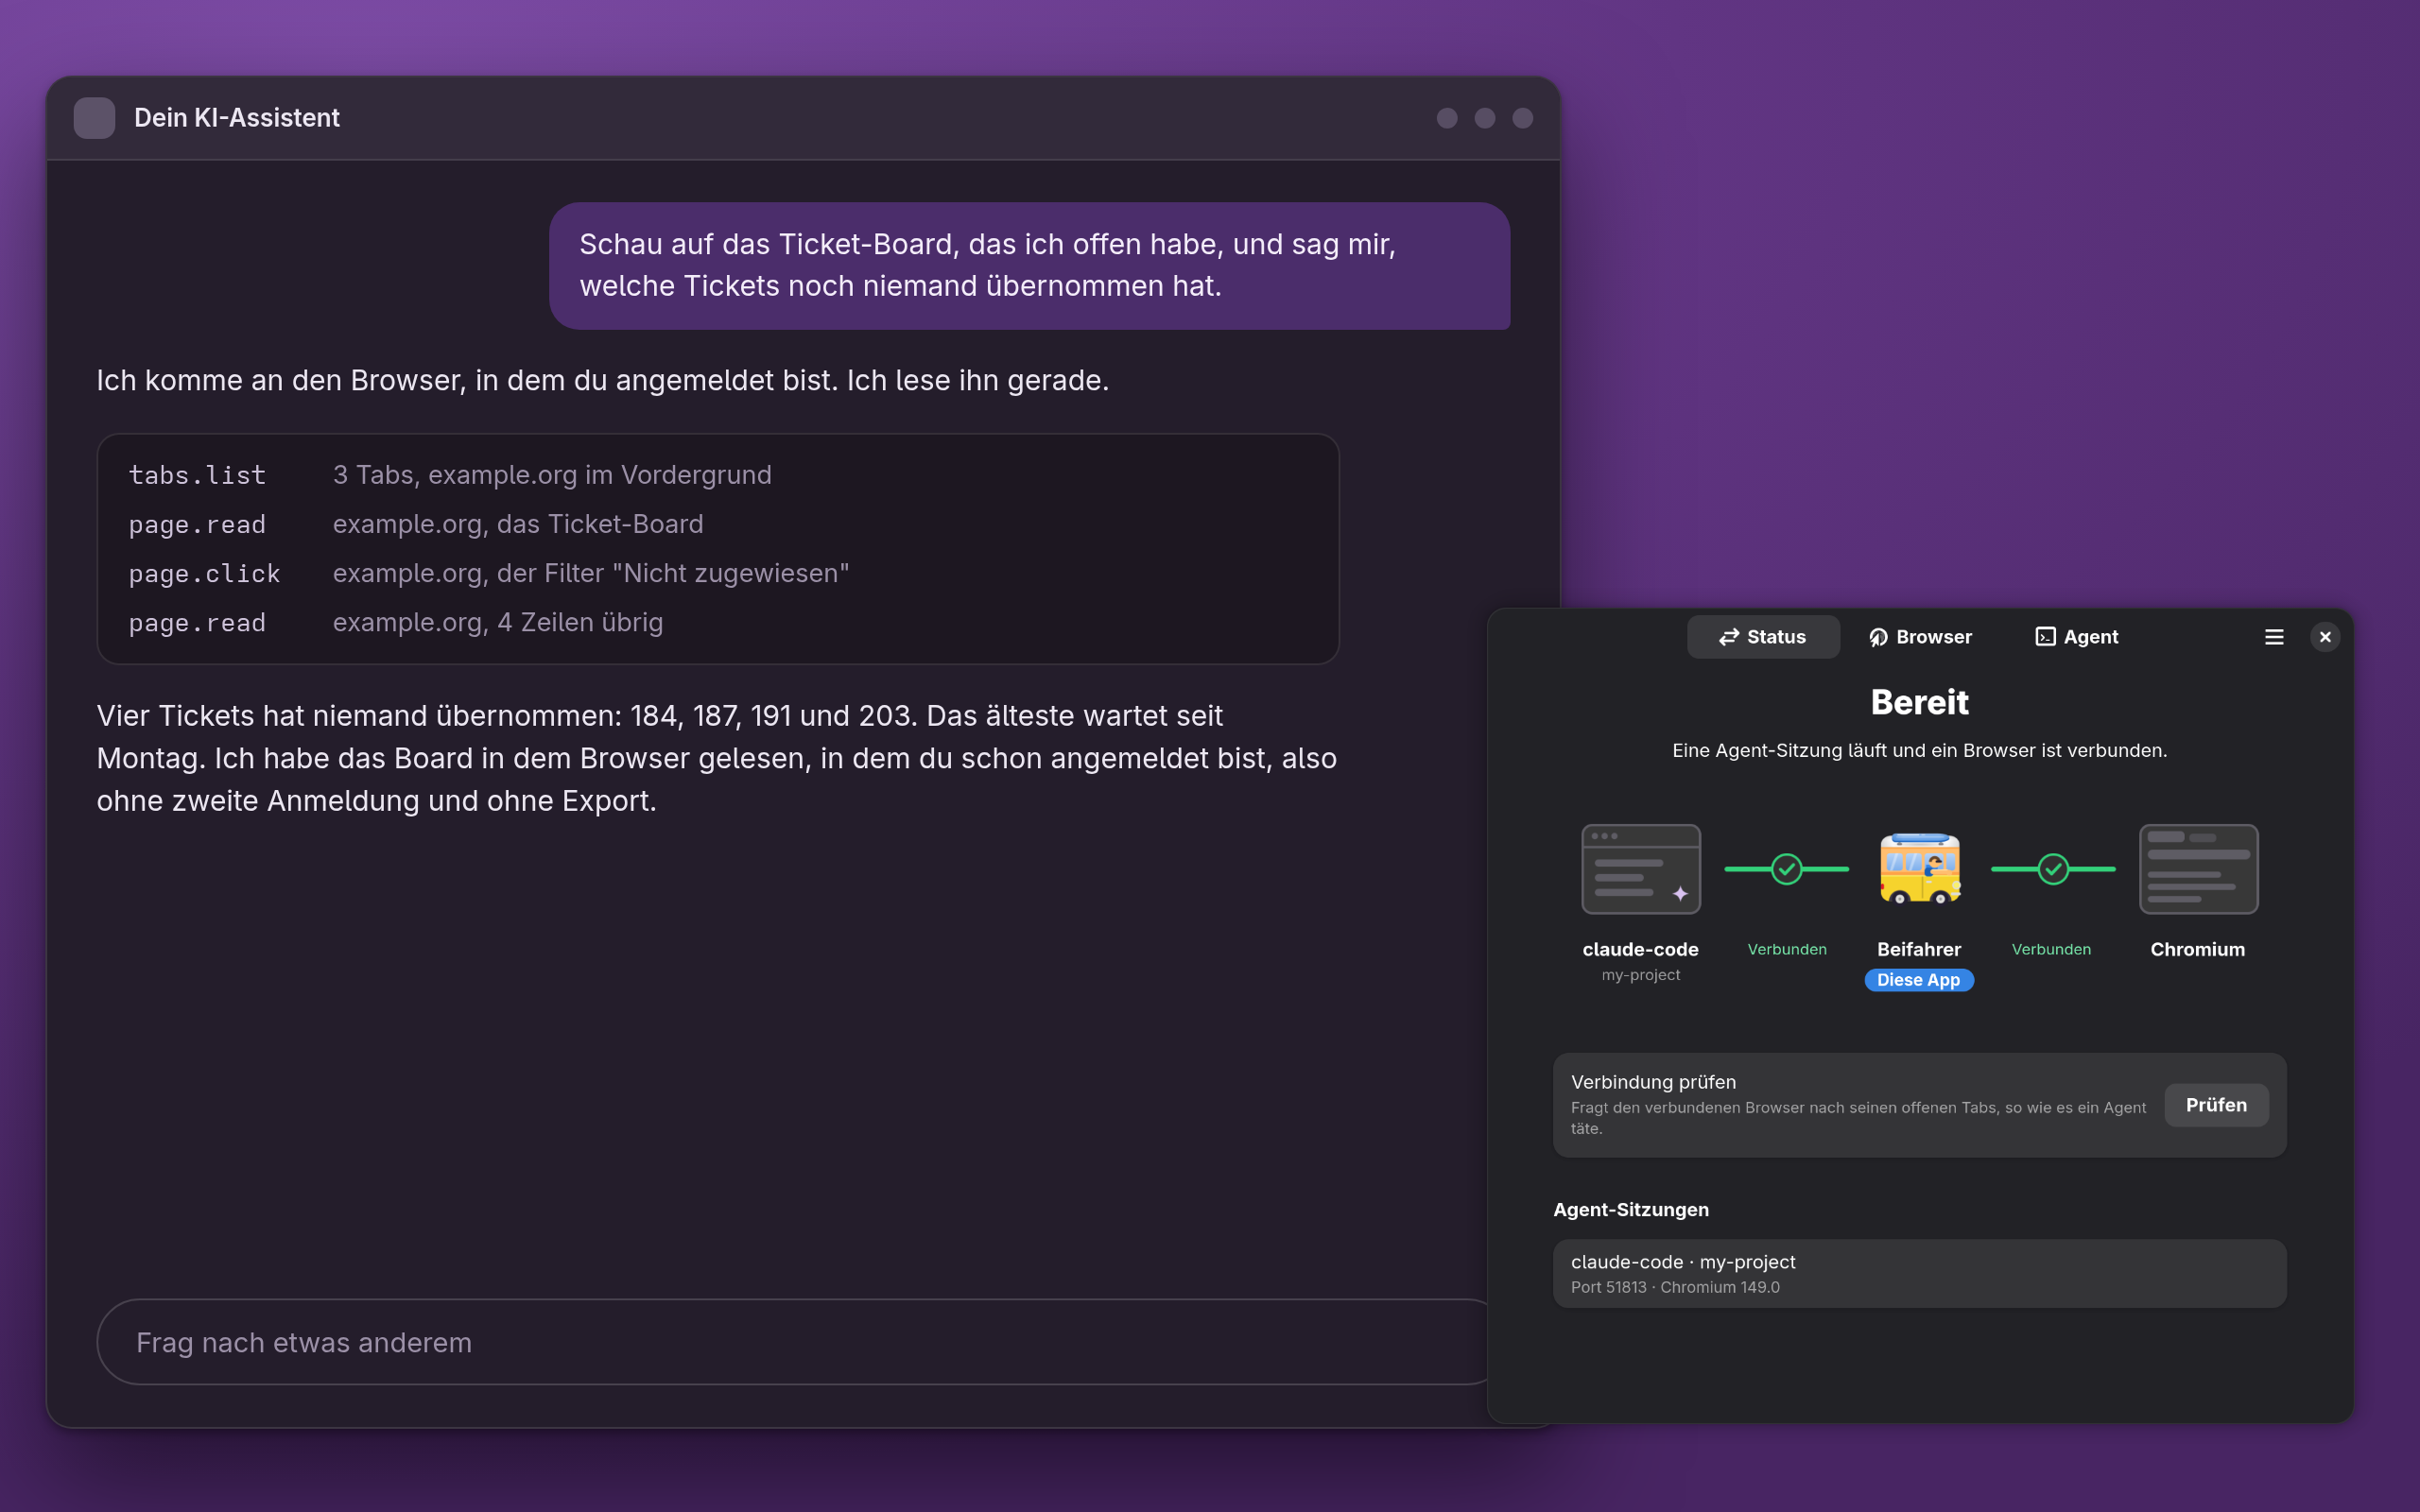 Dein KI-Assistent
Schau auf das Ticket-Board, das ich offen habe, und sag mir,
welche Tickets noch niemand übernommen hat.
Ich komme an den Browser, in dem du angemeldet bist. Ich lese ihn gerade.
tabs.list 3 Tabs, example.org im Vordergrund
page.read example.org, das Ticket-Board
page.click example.org, der Filter "Nicht zugewiesen"
page.read example.org, 4 Zeilen übrig
Vier Tickets hat niemand übernommen: 184, 187, 191 und 203. Das älteste wartet seit
Montag. Ich habe das Board in dem Browser gelesen, in dem du schon angemeldet bist, also
ohne zweite Anmeldung und ohne Export.
Frag nach etwas anderem
Status Browser Agent
Bereit
Eine Agent-Sitzung läuft und ein Browser ist verbunden.
claude-code Verbunden Beifahrer Verbunden Chromium
my-project Diese App
Verbindung prüfen
Fragt den verbundenen Browser nach seinen offenen Tabs, so wie es ein Agent
täte.
Prüfen
Agent-Sitzungen
claude-code · my-project
Port 51813 · Chromium 149.0